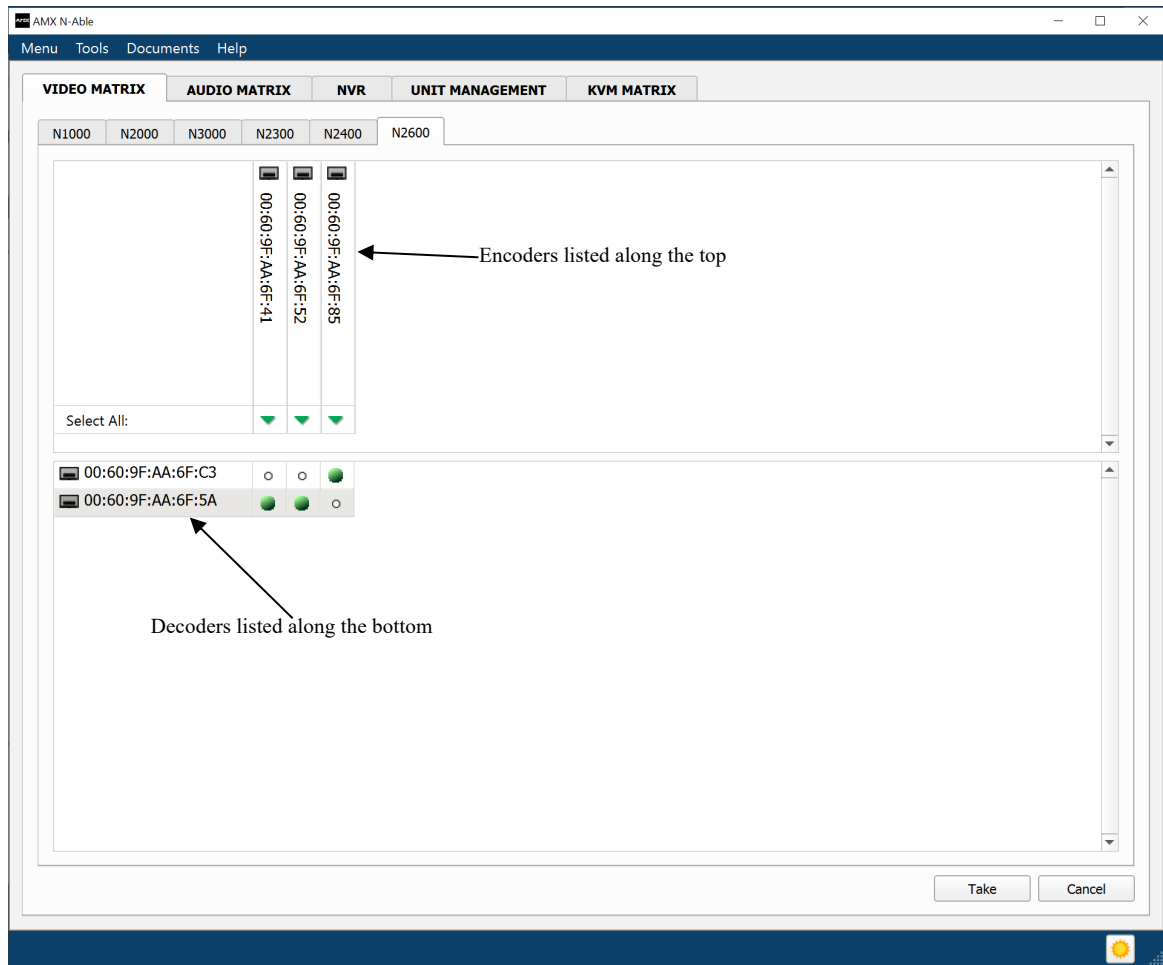 AMX AMX N-Able
Menu Tools Documents Help
VIDEO MATRIX AUDIO MATRIX NVR UNIT MANAGEMENT KVM MATRIX
N1000 N2000 N3000 N2300 N2400 N2600
00:60:9F:AA:6F:41
00:60:9F:AA:6F:52
00:60:9F:AA:6F:85
Encoders listed along the top
Select All:
00:60:9F:AA:6F:C3
00:60:9F:AA:6F:5A
Decoders listed along the bottom
Take Cancel